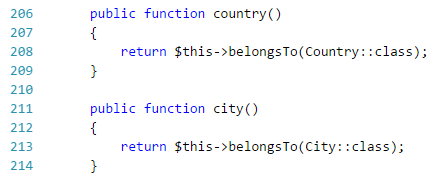 206 public function country()
207 {
208 return $this->belongsTo(Country::class);
209 }
210
211 public function city()
212 {
213 return $this->belongsTo(City::class);
214 }